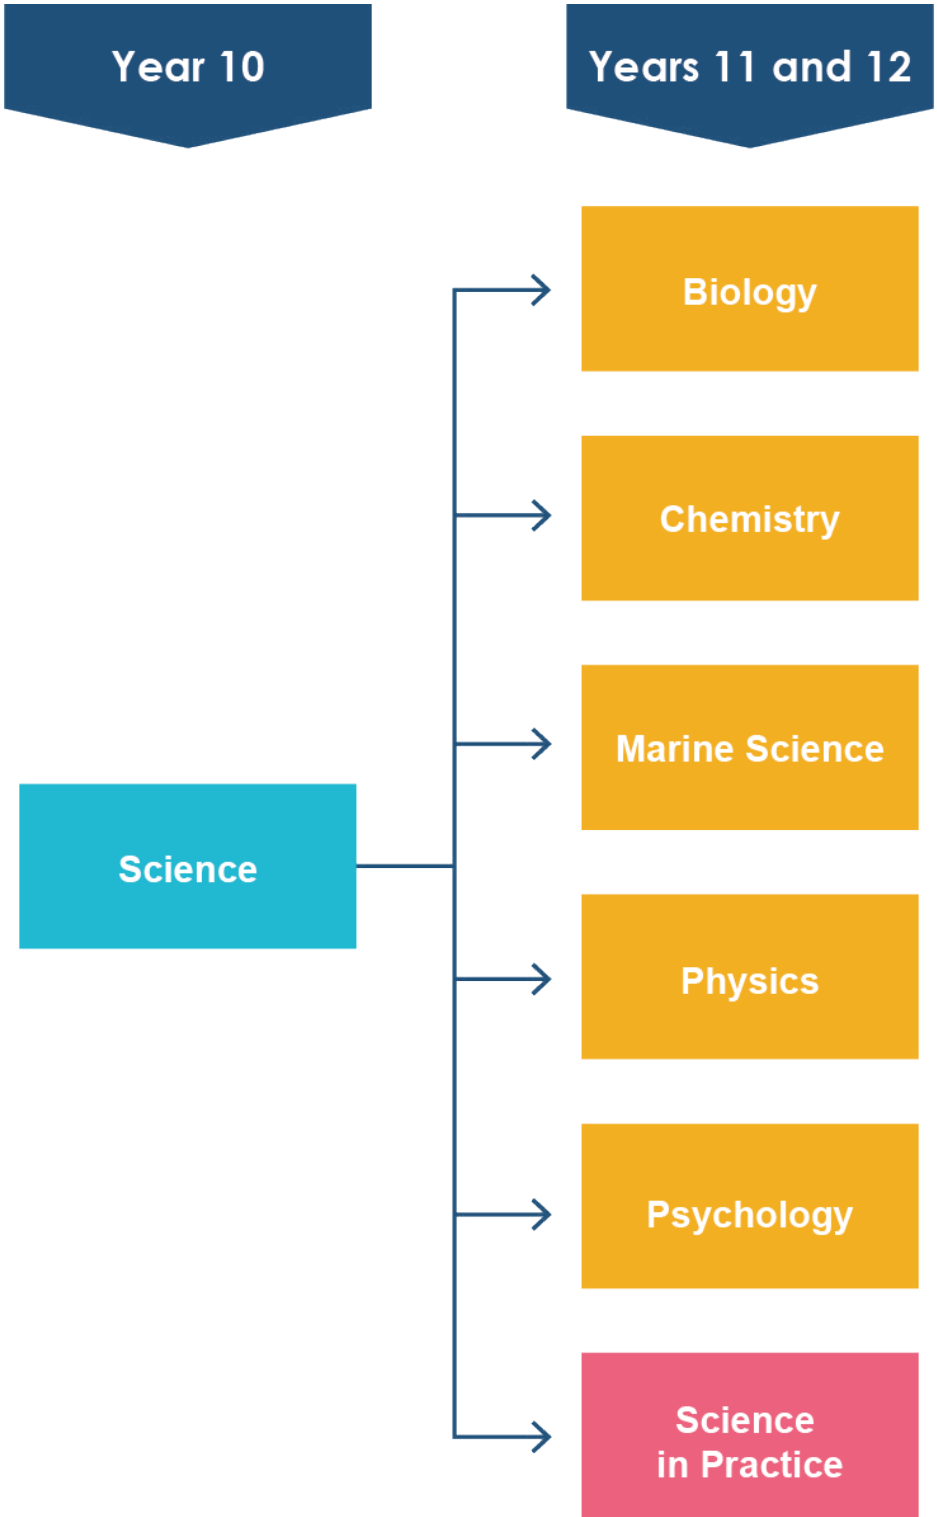 Year 10
Years 11 and 12
Biology
Chemistry
Marine Science
Science
Physics
Psychology
Science
in Practice